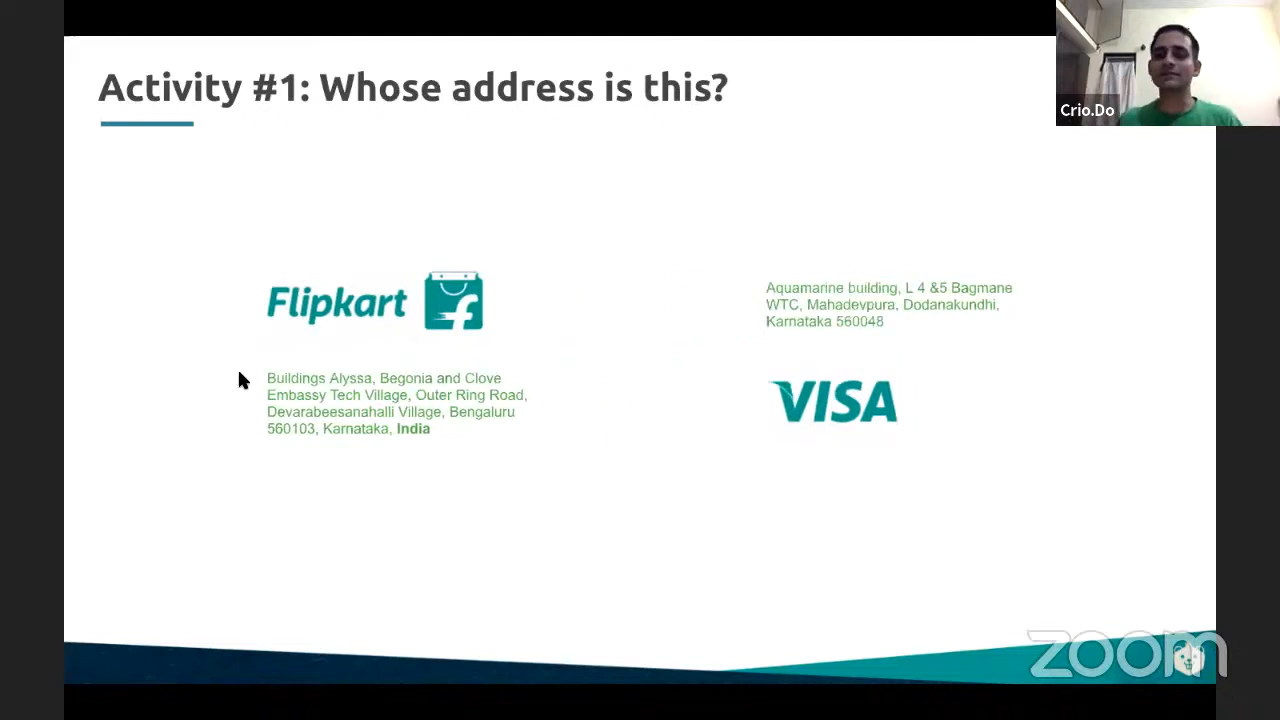 Activity #1: Whose address is this?
Crio.Do
Flipkart
Buildings Alyssa, Begonia and Clove
Embassy Tech Village, Outer Ring Road,
Devarabeesanahalli Village, Bengaluru
560103, Karnataka, India
Aquamarine building, L 4 &5 Bagmane
WTC, Mahadevpura, Dodanakundhi,
Karnataka 560048
VISA
zoom